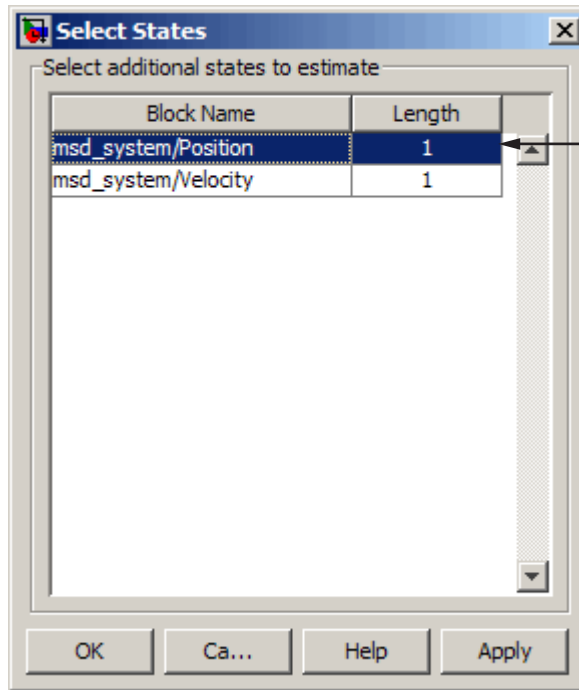 Select States
Select additional states to estimate
Block Name Length
msd_system/Position 1
msd_system/Velocity 1
OK Ca... Help Apply